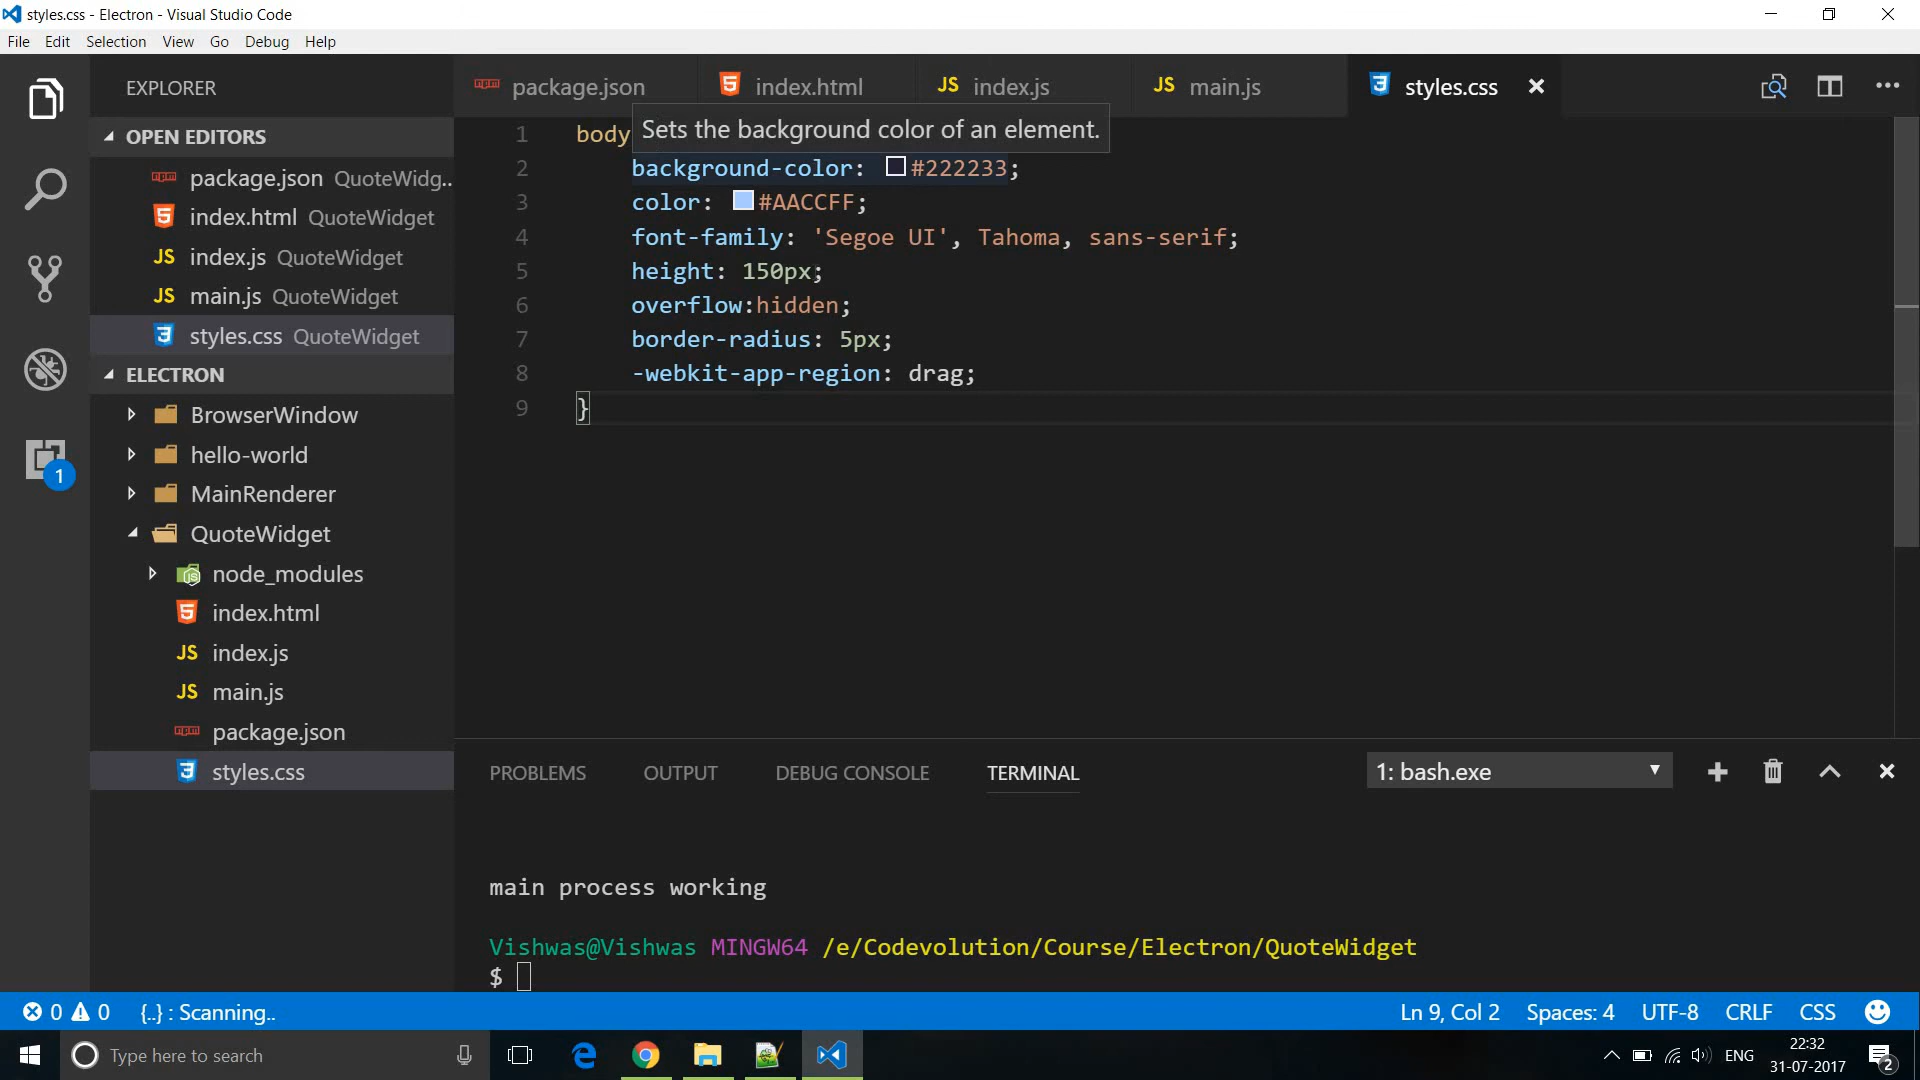 styles.css - Electron - Visual Studio Code
File Edit Selection View Go Debug Help
EXPLORER
OPEN EDITORS
package.json QuoteWidg..
index.html QuoteWidget
JS index.js QuoteWidget
JS main.js QuoteWidget
styles.css QuoteWidget
ELECTRON
BrowserWindow
hello-world
MainRenderer
QuoteWidget
node_modules
index.html
JS index.js
JS main.js
package.json
styles.css
1
package.json index.html JS index.js JS main.js styles.css
Sets the background color of an element.
1 body
2 background-color: #222233;
3 color: #AACCFF;
4 font-family: 'Segoe UI', Tahoma, sans-serif;
5 height: 150px;
6 overflow:hidden;
7 border-radius: 5px;
8 -webkit-app-region: drag;
9 }
PROBLEMS OUTPUT DEBUG CONSOLE TERMINAL 1: bash.exe
main process working
Vishwas@Vishwas MINGW64 /e/Codevolution/Course/Electron/QuoteWidget
$
0 0 {..} : Scanning.. Ln 9, Col 2 Spaces: 4 UTF-8 CRLF CSS
Type here to search
ENG 22:32
31-07-2017
2